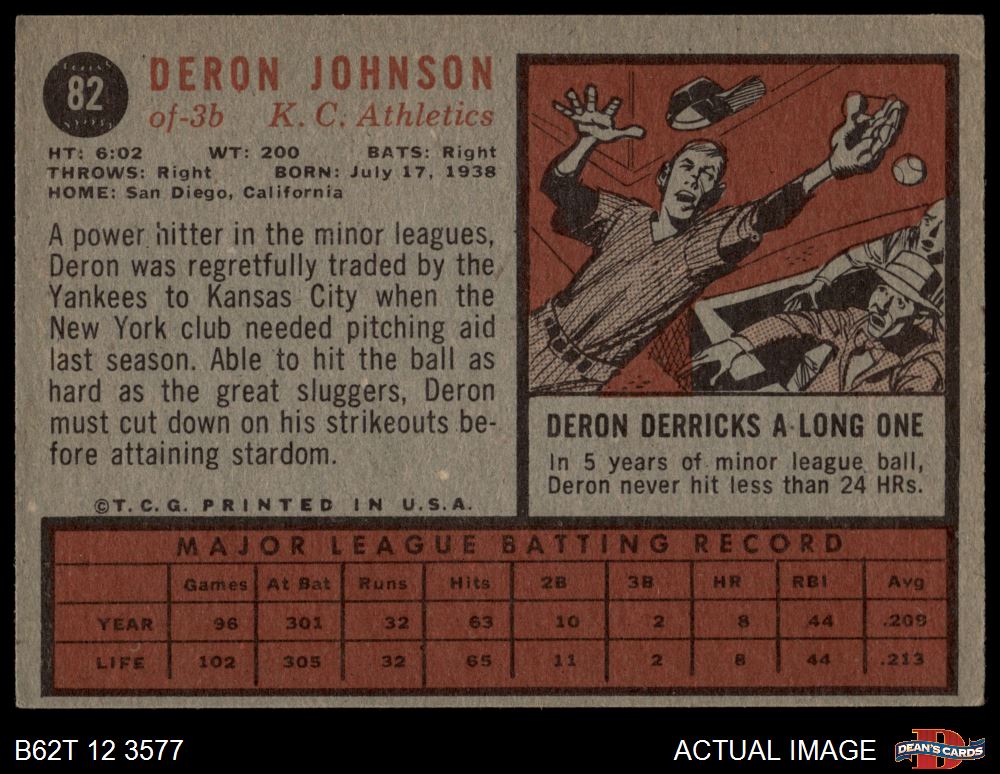 82
DERON JOHNSON
of-3b K. C. Athletics
HT: 6:02 WT: 200 BATS: Right
THROWS: Right BORN: July 17, 1938
HOME: San Diego, California
A power hitter in the minor leagues,
Deron was regretfully traded by the
Yankees to Kansas City when the
New York club needed pitching aid
last season. Able to hit the ball as
hard as the great sluggers, Deron
must cut down on his strikeouts be-
fore attaining stardom.
©T. C. G. PRINTED IN U.S.A.
DERON DERRICKS A LONG ONE
In 5 years of minor league ball,
Deron never hit less than 24 HRs.
MAJOR LEAGUE BATTING RECORD
Games At Bat Runs Hits 2B 3B HR RBI Avg
YEAR 96 301 32 63 10 2 8 44 .209
LIFE 102 305 32 65 11 2 8 44 .213
B62T 12 3577
ACTUAL IMAGE
DEAN'S CARDS